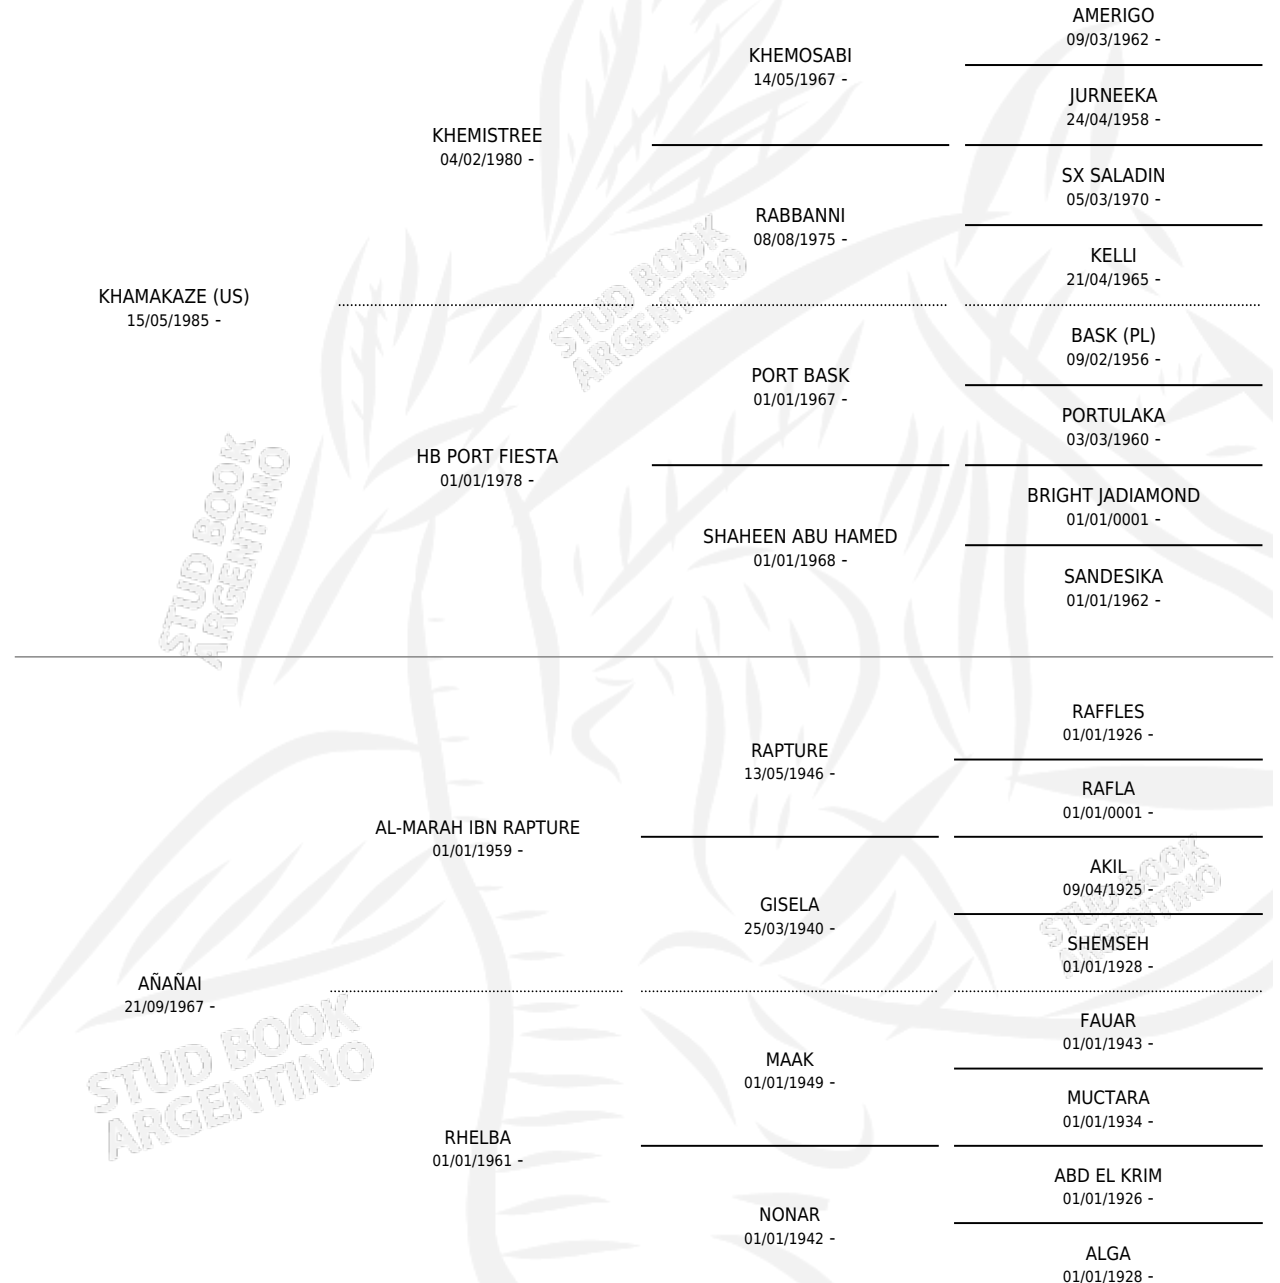 AMERIGO
09/03/1962 -
KHEMOSABI
14/05/1967 -
JURNEEKA
24/04/1958 -
KHEMISTREE
04/02/1980 -
SX SALADIN
05/03/1970 -
RABBANNI
08/08/1975 -
KELLI
21/04/1965 -
KHAMAKAZE (US)
15/05/1985 -
BASK (PL)
09/02/1956 -
PORT BASK
01/01/1967 -
PORTULAKA
03/03/1960 -
HB PORT FIESTA
01/01/1978 -
BRIGHT JADIAMOND
01/01/0001 -
SHAHEEN ABU HAMED
01/01/1968 -
SANDESIKA
01/01/1962 -
STUD BOOK
ARGENTINO
STUD BOOK
ARGENTINO
RAFFLES
01/01/1926 -
RAPTURE
13/05/1946 -
RAFLA
01/01/0001 -
AL-MARAH IBN RAPTURE
01/01/1959 -
AKIL
09/04/1925 -
GISELA
25/03/1940 -
SHEMSEH
01/01/1928 -
AÑAÑAI
21/09/1967 -
FAUAR
01/01/1943 -
MAAK
01/01/1949 -
MUCTARA
01/01/1934 -
RHELBA
01/01/1961 -
ABD EL KRIM
01/01/1926 -
NONAR
01/01/1942 -
ALGA
01/01/1928 -
STUD BOOK
ARGENTINO
STUD BOOK
ARGENTINO